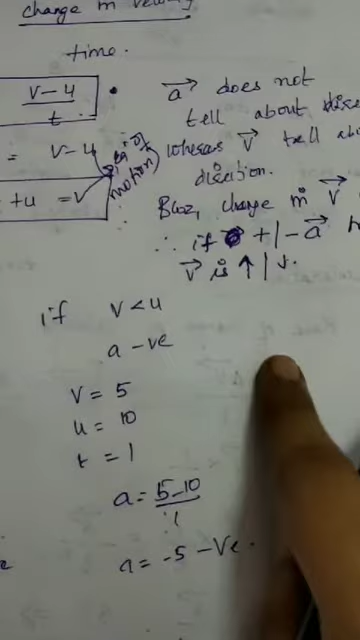 change in velocity
time.
v-u
t
= v-u
+u = v
(eqn of motion)
a does not
tell about
whereas v tell
direction.
Bcoz, change in v
∴ if +|- a
v is ↑|↓.
if v<u
a -ve
v = 5
u = 10
t = 1
a = 5-10
1
a = -5 -ve.